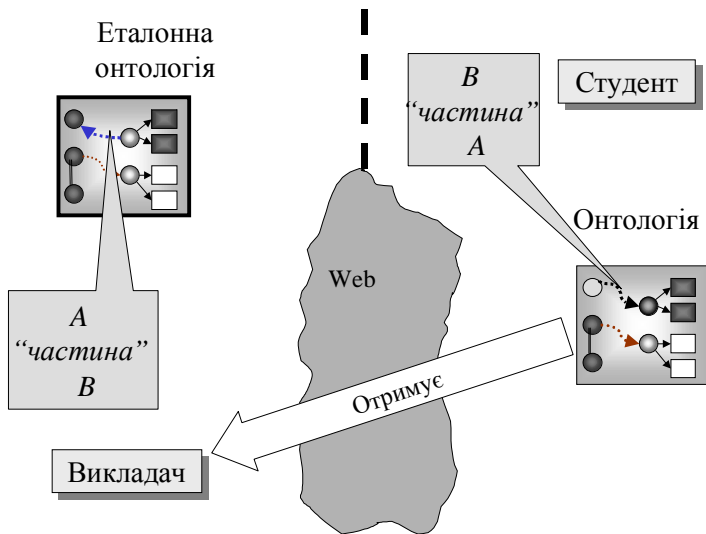 Еталонна
онтологія
В
“частина”
А
Студент
Онтологія
Web
А
“частина”
В
Отримує
Викладач